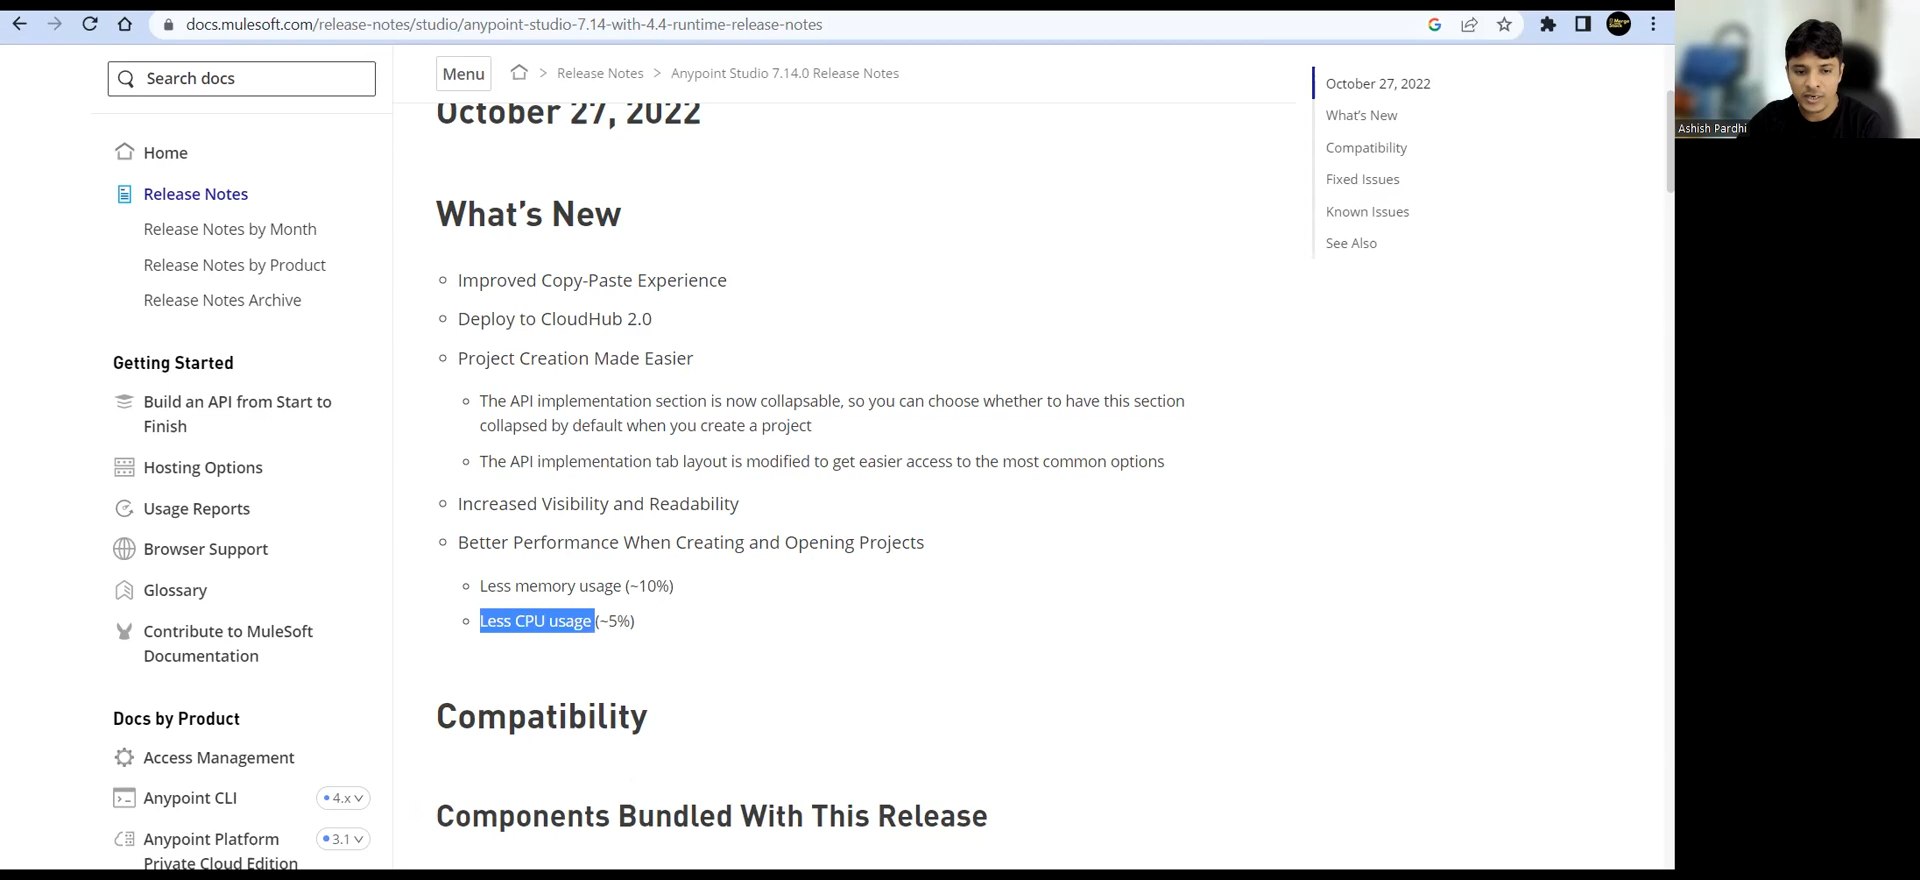 docs.mulesoft.com/release-notes/studio/anypoint-studio-7.14-with-4.4-runtime-release-notes
Ashish Pardhi
Search docs
Home
Release Notes
Release Notes by Month
Release Notes by Product
Release Notes Archive
Getting Started
Build an API from Start to
Finish
Hosting Options
Usage Reports
Browser Support
Glossary
Contribute to MuleSoft
Documentation
Docs by Product
Access Management
Anypoint CLI
4.x
Anypoint Platform
3.1
Private Cloud Edition
Menu > Release Notes > Anypoint Studio 7.14.0 Release Notes
October 27, 2022
What’s New
Improved Copy-Paste Experience
Deploy to CloudHub 2.0
Project Creation Made Easier
The API implementation section is now collapsable, so you can choose whether to have this section
collapsed by default when you create a project
The API implementation tab layout is modified to get easier access to the most common options
Increased Visibility and Readability
Better Performance When Creating and Opening Projects
Less memory usage (~10%)
Less CPU usage (~5%)
Compatibility
Components Bundled With This Release
October 27, 2022
What’s New
Compatibility
Fixed Issues
Known Issues
See Also